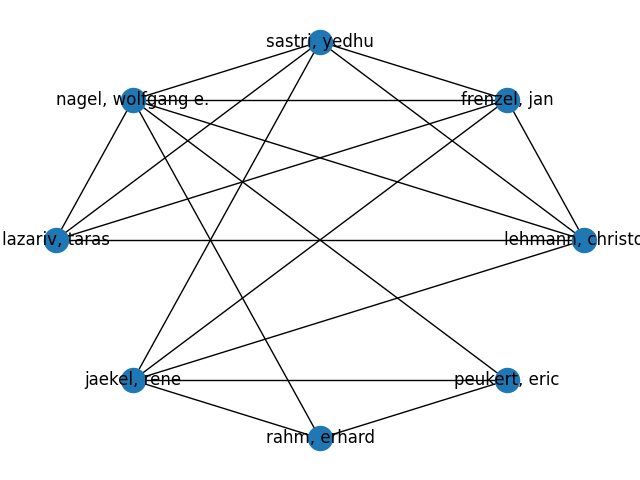 sastri, yedhu
nagel, wolfgang e.
frenzel, jan
lazariv, taras
lehmann, christo
jaekel, rene
peukert, eric
rahm, erhard